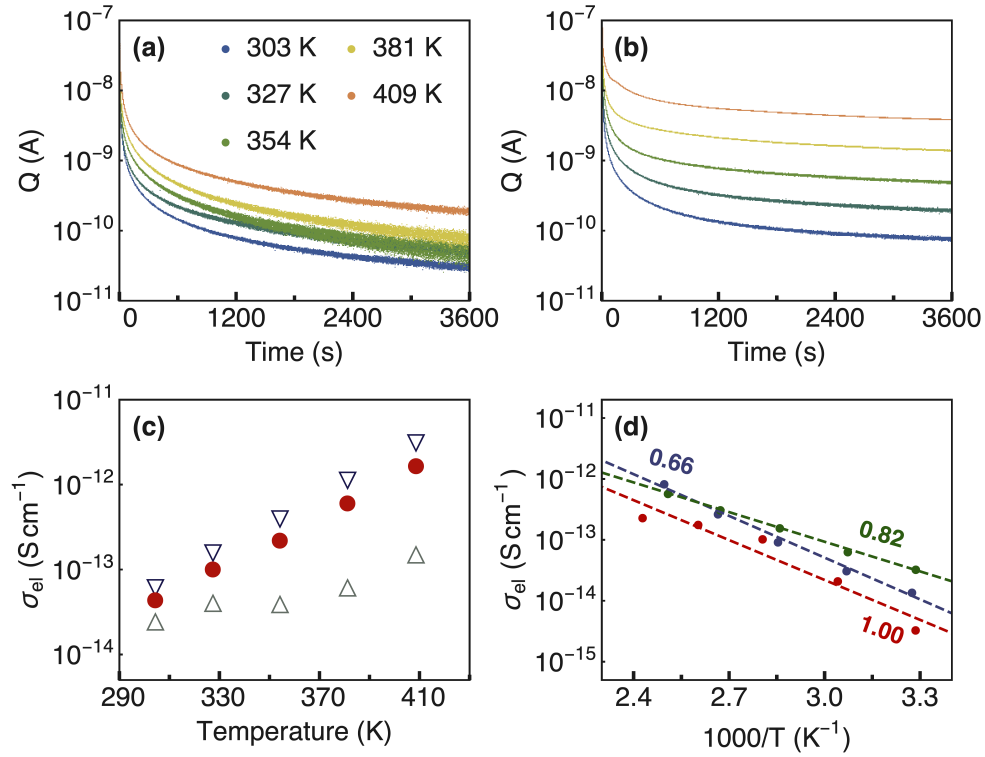 (a)
303 K
381 K
327 K
409 K
354 K
Q (A)
10⁻⁷
10⁻⁸
10⁻⁹
10⁻¹⁰
10⁻¹¹
0 1200 2400 3600
Time (s)
(b)
Q (A)
10⁻⁷
10⁻⁸
10⁻⁹
10⁻¹⁰
10⁻¹¹
0 1200 2400 3600
Time (s)
(c)
σel (S cm⁻¹)
10⁻¹¹
10⁻¹²
10⁻¹³
10⁻¹⁴
290 330 370 410
Temperature (K)
(d)
σel (S cm⁻¹)
10⁻¹¹
10⁻¹²
10⁻¹³
10⁻¹⁴
10⁻¹⁵
0.66
0.82
1.00
2.4 2.7 3.0 3.3
1000/T (K⁻¹)